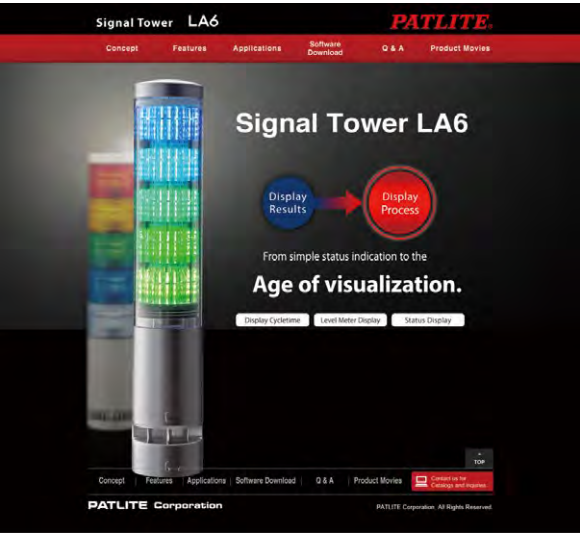 Signal Tower LA6
PATLITE
Concept
Features
Applications
Software
Download
Q & A
Product Movies
Signal Tower LA6
Display
Results
Display
Process
From simple status indication to the
Age of visualization.
Display Cycletime
Level Meter Display
Status Display
TOP
Concept
Features
Applications
Software Download
Q & A
Product Movies
Contact us for
Catalogs and Inquiries
PATLITE Corporation
PATLITE Corporation, All Rights Reserved.